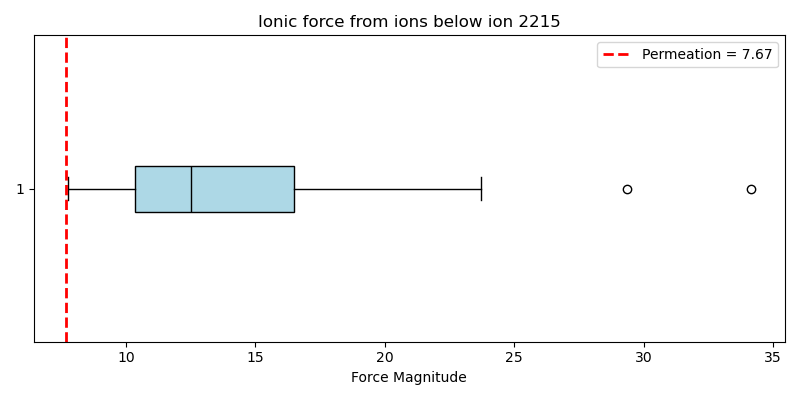 Ionic force from ions below ion 2215
Permeation = 7.67
1
10 15 20 25 30 35
Force Magnitude